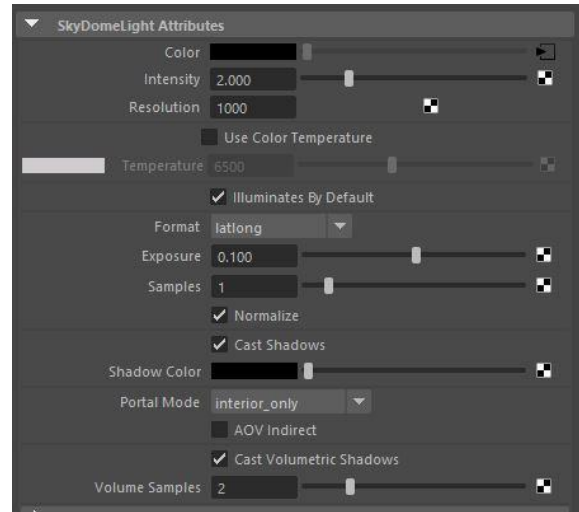 SkyDomeLight Attributes
Color
Intensity 2.000
Resolution 1000
Use Color Temperature
Temperature 6500
Illuminates By Default
Format latlong
Exposure 0.100
Samples 1
Normalize
Cast Shadows
Shadow Color
Portal Mode interior_only
AOV Indirect
Cast Volumetric Shadows
Volume Samples 2